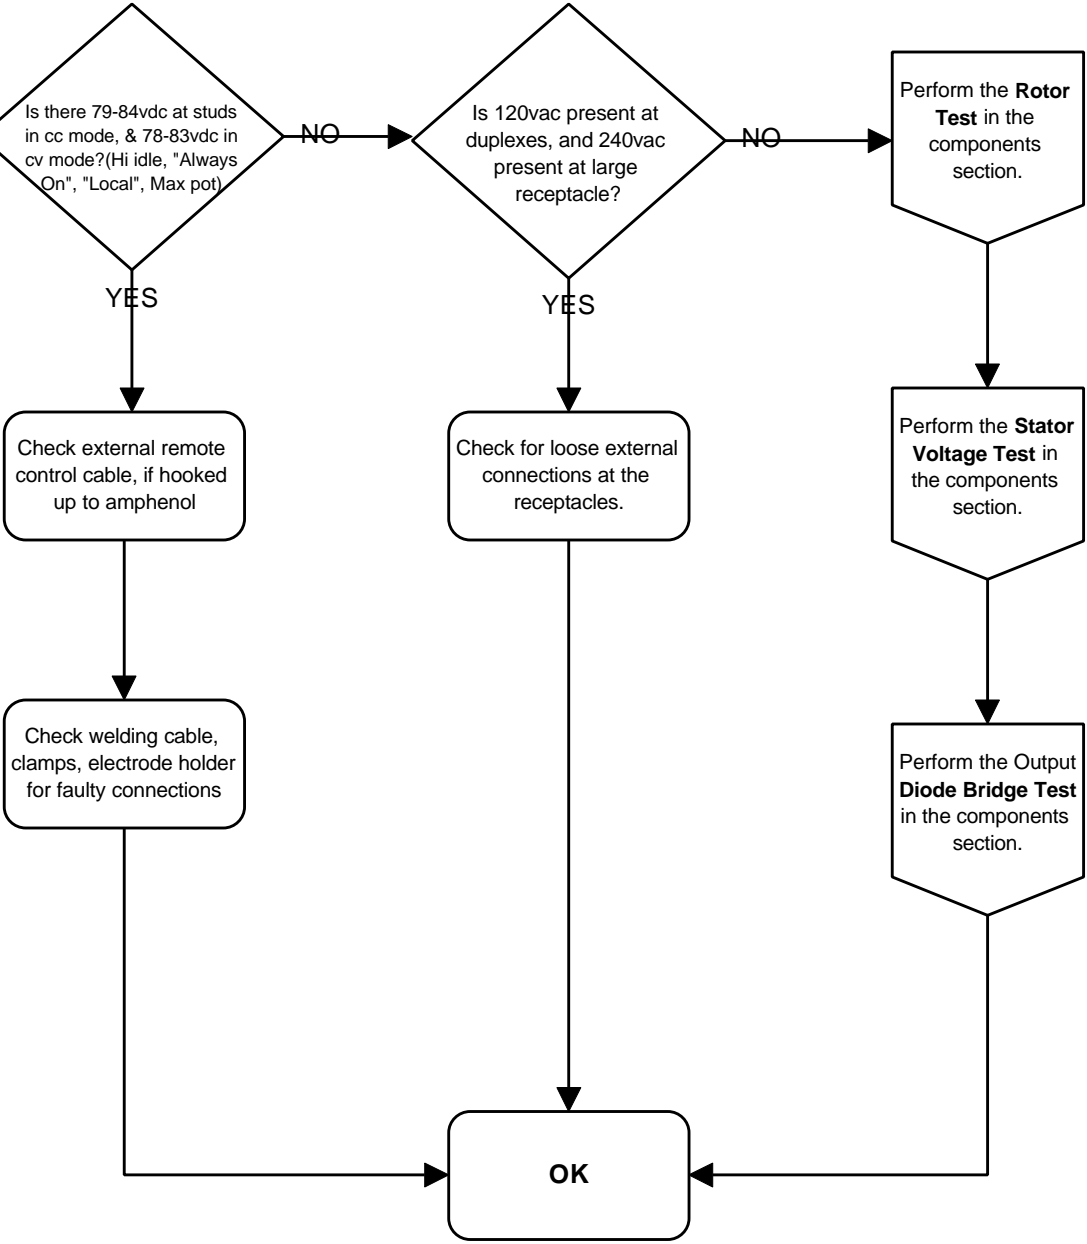 Is there 79-84vdc at studs
in cc mode, & 78-83vdc in
cv mode?(Hi idle, "Always
On", "Local", Max pot)
NO
Is 120vac present at
duplexes, and 240vac
present at large
receptacle?
NO
Perform the Rotor
Test in the
components
section.
YES
YES
Check external remote
control cable, if hooked
up to amphenol
Check for loose external
connections at the
receptacles.
Perform the Stator
Voltage Test in
the components
section.
Check welding cable,
clamps, electrode holder
for faulty connections
Perform the Output
Diode Bridge Test
in the components
section.
OK